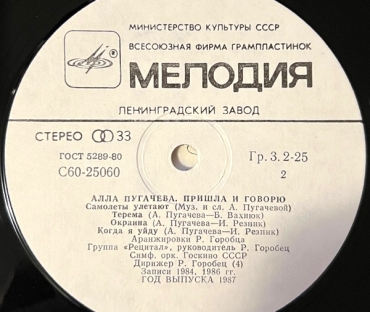 МИНИСТЕРСТВО КУЛЬТУРЫ СССР
ВСЕСОЮЗНАЯ ФИРМА ГРАМПЛАСТИНОК
МЕЛОДИЯ
ЛЕНИНГРАДСКИЙ ЗАВОД
СТЕРЕО 33
ГОСТ 5289-80
Гр. 3. 2-25
С60-25060
2
АЛЛА ПУГАЧЕВА. ПРИШЛА И ГОВОРЮ
Самолеты улетают (Муз. и сл. А. Пугачевой)
Терема (А. Пугачева—Б. Вахнюк)
Окраина (А. Пугачева—И. Резник)
Когда я уйду (А. Пугачева—И. Резник)
Аранжировки Р. Горобца
Группа «Рецитал», руководитель Р. Горобец
Симф. орк. Госкино СССР
Дирижер Р. Горобец (4)
Записи 1984, 1986 гг.
ГОД ВЫПУСКА 1987